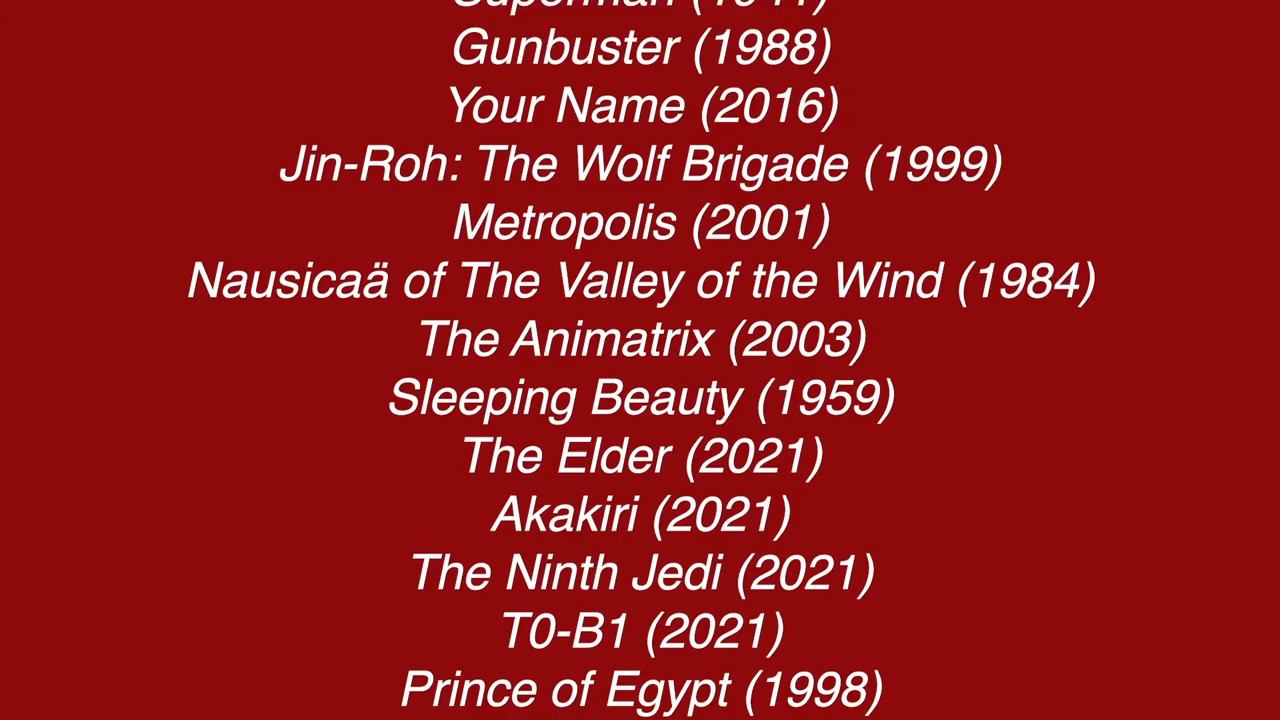 Superman (1941)
Gunbuster (1988)
Your Name (2016)
Jin-Roh: The Wolf Brigade (1999)
Metropolis (2001)
Nausicaä of The Valley of the Wind (1984)
The Animatrix (2003)
Sleeping Beauty (1959)
The Elder (2021)
Akakiri (2021)
The Ninth Jedi (2021)
T0-B1 (2021)
Prince of Egypt (1998)